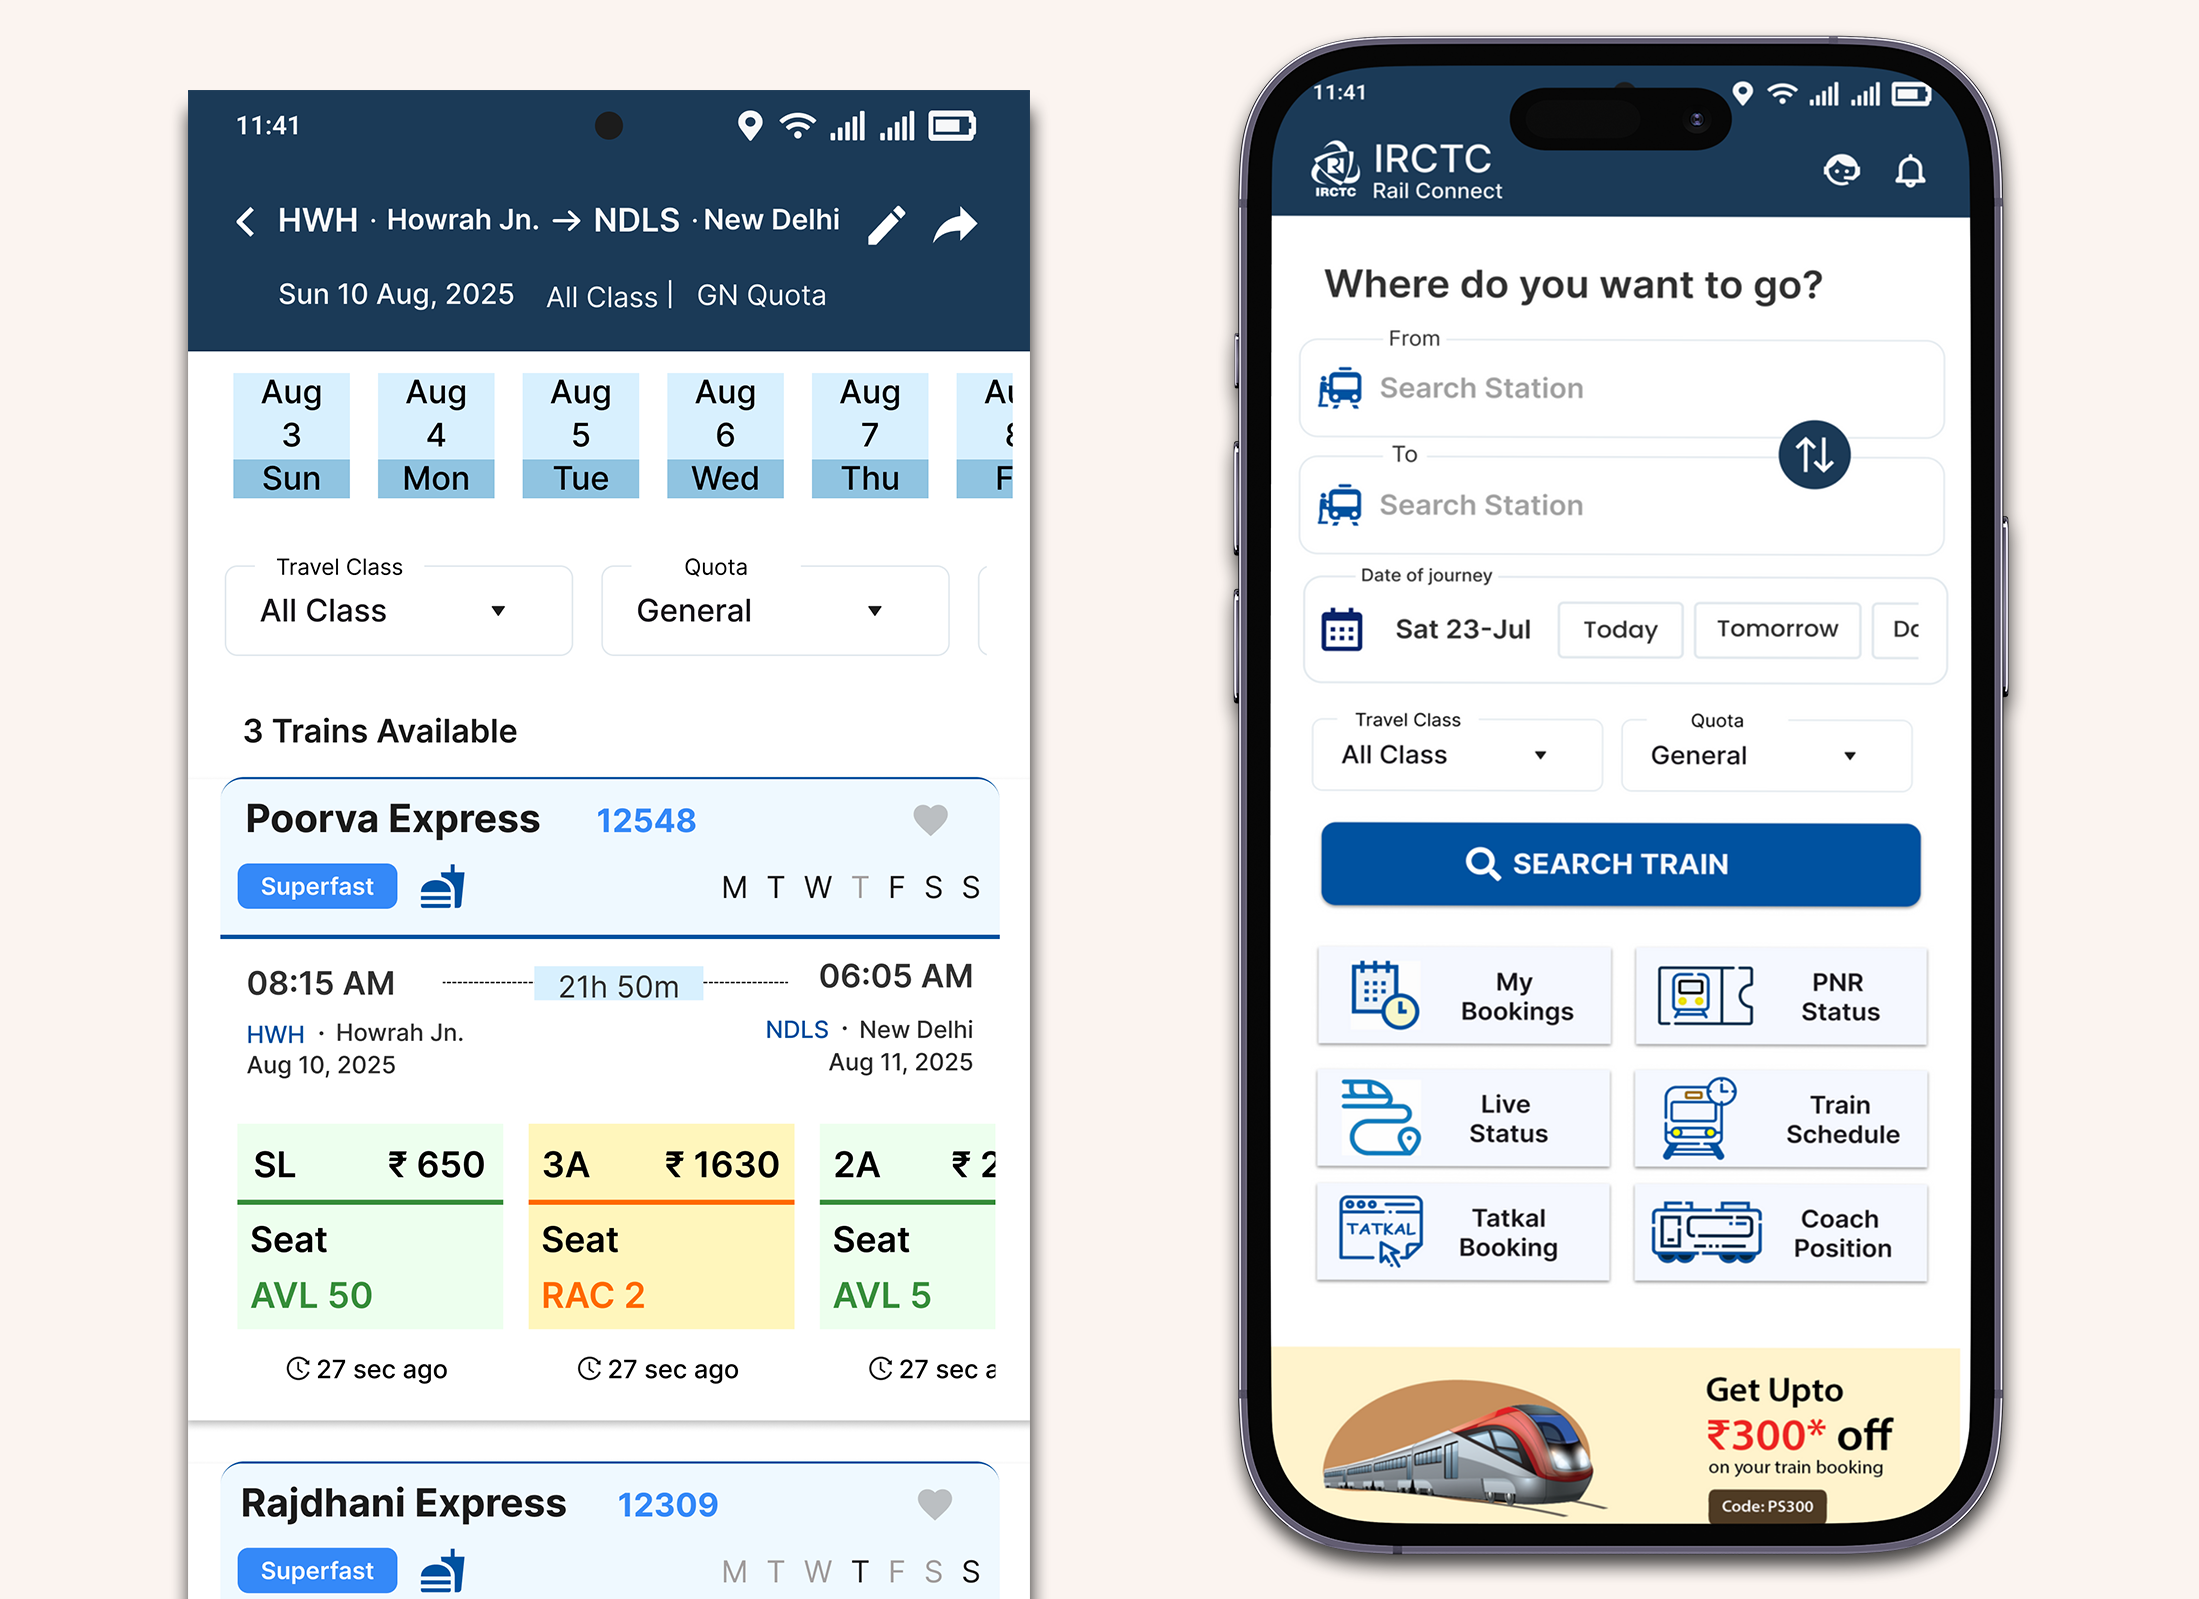 11:41
HWH · Howrah Jn. → NDLS · New Delhi
Sun 10 Aug, 2025 All Class | GN Quota
Aug Aug Aug Aug Aug
3 4 5 6 7
Sun Mon Tue Wed Thu
Travel Class Quota
All Class General
3 Trains Available
Poorva Express 12548
Superfast M T W T F S S
08:15 AM 21h 50m 06:05 AM
HWH · Howrah Jn. NDLS · New Delhi
Aug 10, 2025 Aug 11, 2025
SL ₹ 650 3A ₹ 1630 2A ₹ 2
Seat Seat Seat
AVL 50 RAC 2 AVL 5
27 sec ago 27 sec ago 27 sec a
Rajdhani Express 12309
Superfast M T W T F S S
11:41
IRCTC
IRCTC
Rail Connect
Where do you want to go?
From
Search Station
To
Search Station
Date of journey
Sat 23-Jul Today Tomorrow
Travel Class Quota
All Class General
SEARCH TRAIN
My PNR
Bookings Status
Live Train
Status Schedule
TATKAL
Tatkal Coach
Booking Position
Get Upto
₹300* off
on your train booking
Code: PS300